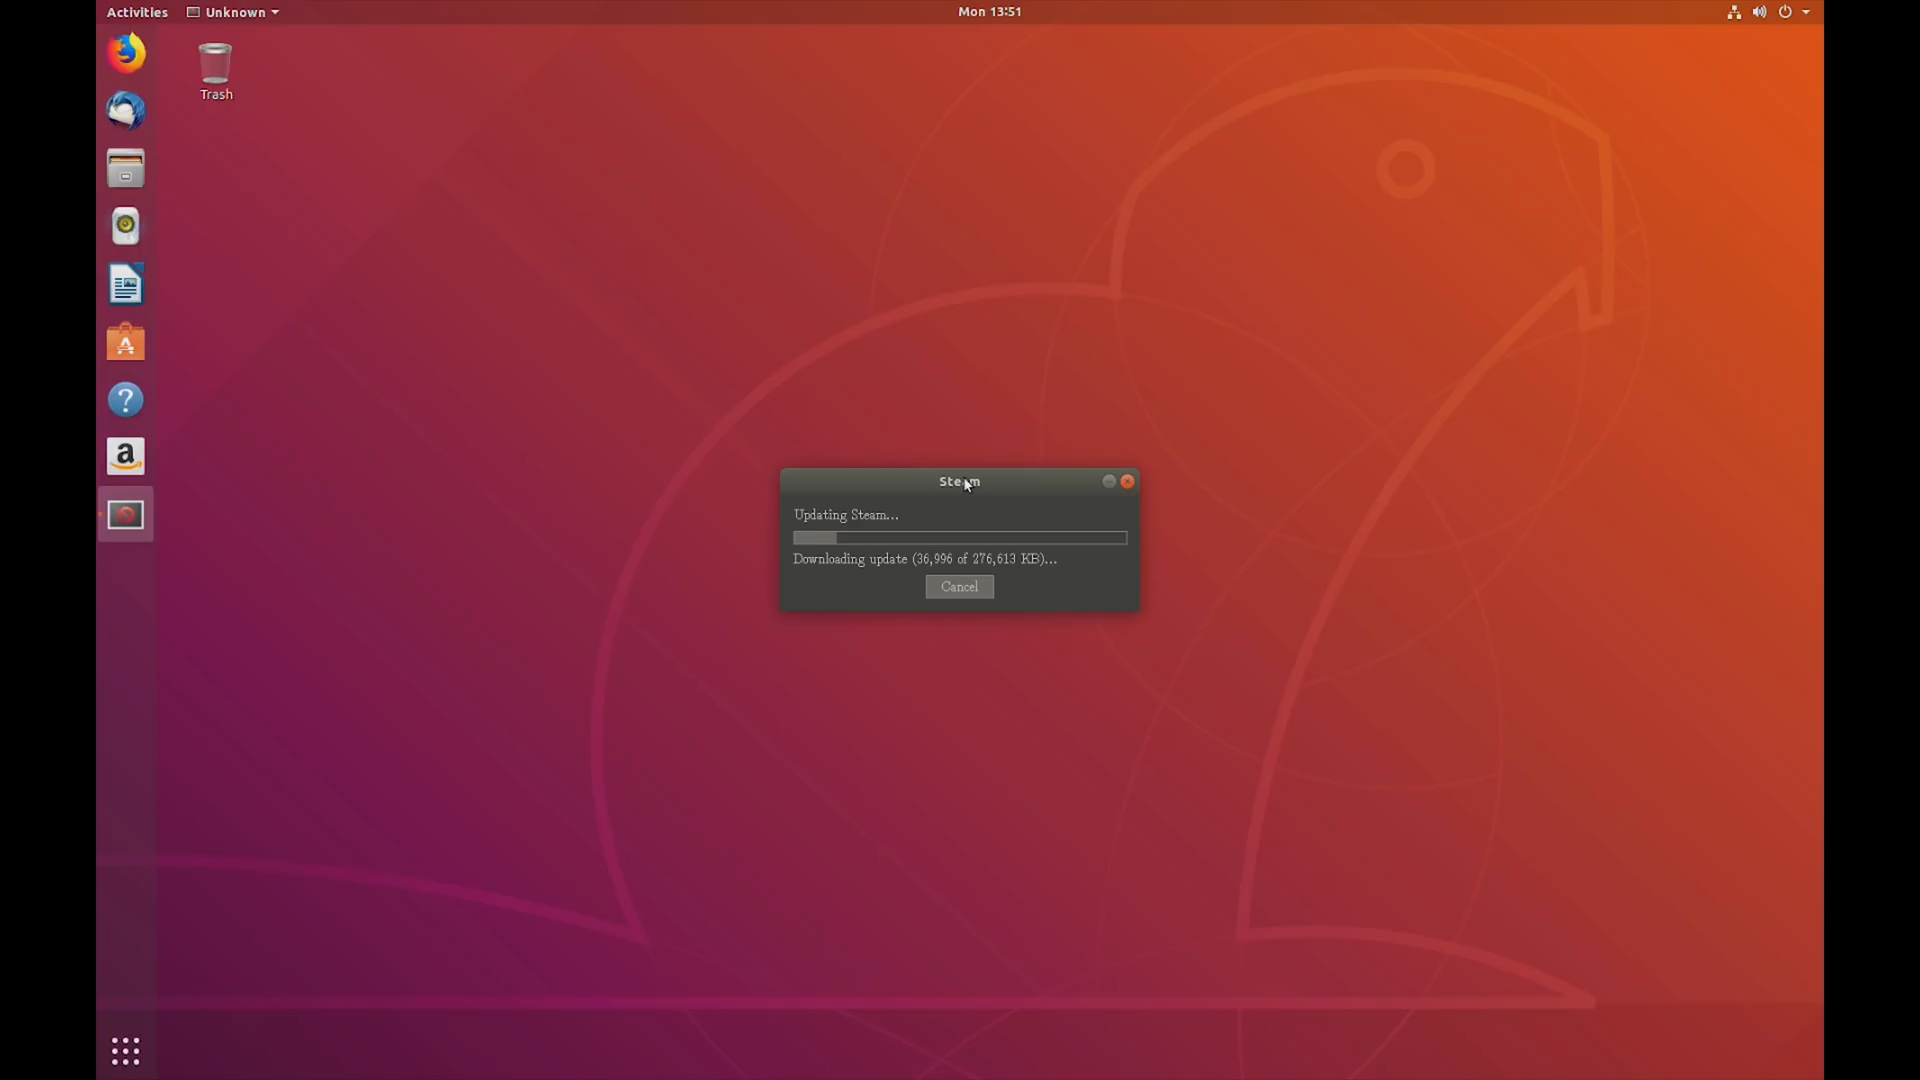 Activities
Unknown
Mon 13:51
Trash
Steam
Updating Steam...
Downloading update (36,996 of 276,613 KB)...
Cancel